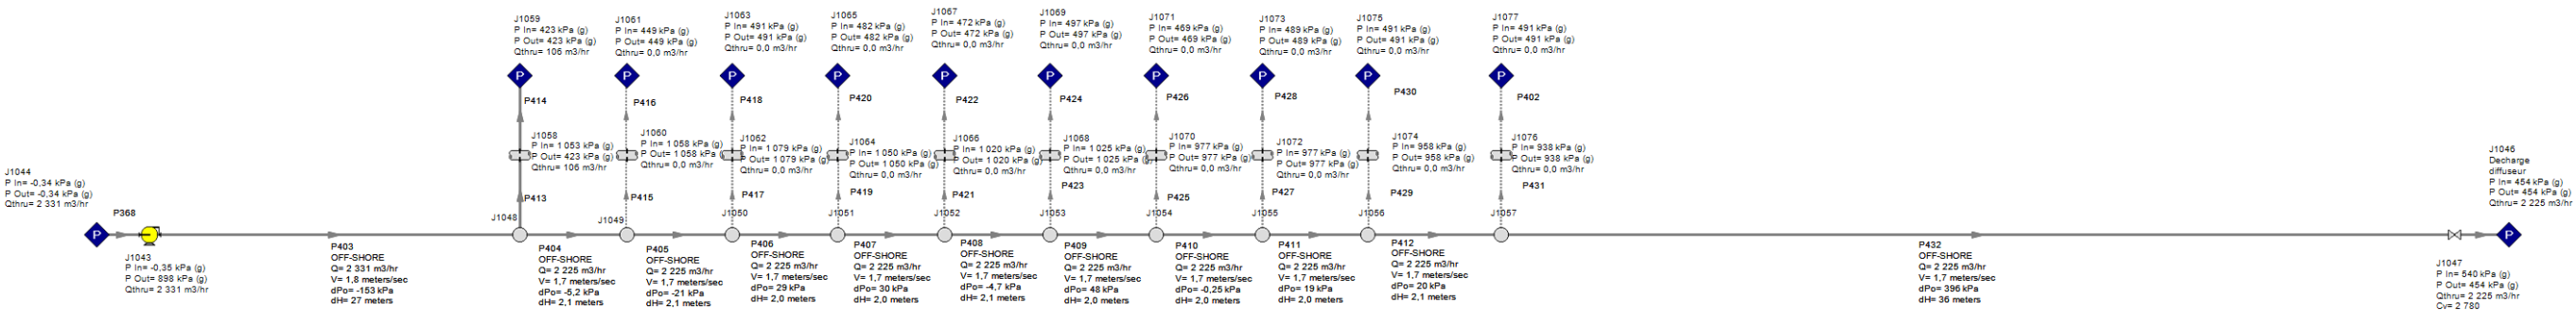 J1059
P In= 423 kPa (g)
P Out= 423 kPa (g)
Qthru= 106 m3/hr
J1061
P In= 449 kPa (g)
P Out= 449 kPa (g)
Qthru= 0,0 m3/hr
J1063
P In= 491 kPa (g)
P Out= 491 kPa (g)
Qthru= 0,0 m3/hr
J1065
P In= 482 kPa (g)
P Out= 482 kPa (g)
Qthru= 0,0 m3/hr
J1067
P In= 472 kPa (g)
P Out= 472 kPa (g)
Qthru= 0,0 m3/hr
J1069
P In= 497 kPa (g)
P Out= 497 kPa (g)
Qthru= 0,0 m3/hr
J1071
P In= 469 kPa (g)
P Out= 469 kPa (g)
Qthru= 0,0 m3/hr
J1073
P In= 489 kPa (g)
P Out= 489 kPa (g)
Qthru= 0,0 m3/hr
J1075
P In= 491 kPa (g)
P Out= 491 kPa (g)
Qthru= 0,0 m3/hr
J1077
P In= 491 kPa (g)
P Out= 491 kPa (g)
Qthru= 0,0 m3/hr
P
P
P
P
P
P
P
P
P
P
P414
P416
P418
P420
P422
P424
P426
P428
P430
P402
J1058
P In= 1 053 kPa (g)
P Out= 423 kPa (g)
Qthru= 106 m3/hr
J1060
P In= 1 058 kPa (g)
P Out= 1 058 kPa (g)
Qthru= 0,0 m3/hr
J1062
P In= 1 079 kPa (g)
P Out= 1 079 kPa (g)
Qthru= 0,0 m3/hr
J1064
P In= 1 050 kPa (g)
P Out= 1 050 kPa (g)
Qthru= 0,0 m3/hr
J1066
P In= 1 020 kPa (g)
P Out= 1 020 kPa (g)
Qthru= 0,0 m3/hr
J1068
P In= 1 025 kPa (g)
P Out= 1 025 kPa (g)
Qthru= 0,0 m3/hr
J1070
P In= 977 kPa (g)
P Out= 977 kPa (g)
Qthru= 0,0 m3/hr
J1072
P In= 977 kPa (g)
P Out= 977 kPa (g)
Qthru= 0,0 m3/hr
J1074
P In= 958 kPa (g)
P Out= 958 kPa (g)
Qthru= 0,0 m3/hr
J1076
P In= 938 kPa (g)
P Out= 938 kPa (g)
Qthru= 0,0 m3/hr
P413
P415
P417
P419
P421
P423
P425
P427
P429
P431
J1044
P In= -0,34 kPa (g)
P Out= -0,34 kPa (g)
Qthru= 2 331 m3/hr
P368
P
J1048
J1049
J1050
J1051
J1052
J1053
J1054
J1055
J1056
J1057
J1046
Decharge
diffuseur
P In= 454 kPa (g)
P Out= 454 kPa (g)
Qthru= 2 225 m3/hr
P
J1043
P In= -0,35 kPa (g)
P Out= 898 kPa (g)
Qthru= 2 331 m3/hr
P403
OFF-SHORE
Q= 2 331 m3/hr
V= 1,8 meters/sec
dPo= -153 kPa
dH= 27 meters
P404
OFF-SHORE
Q= 2 225 m3/hr
V= 1,7 meters/sec
dPo= -5,2 kPa
dH= 2,1 meters
P405
OFF-SHORE
Q= 2 225 m3/hr
V= 1,7 meters/sec
dPo= -21 kPa
dH= 2,1 meters
P406
OFF-SHORE
Q= 2 225 m3/hr
V= 1,7 meters/sec
dPo= 29 kPa
dH= 2,0 meters
P407
OFF-SHORE
Q= 2 225 m3/hr
V= 1,7 meters/sec
dPo= 30 kPa
dH= 2,0 meters
P408
OFF-SHORE
Q= 2 225 m3/hr
V= 1,7 meters/sec
dPo= -4,7 kPa
dH= 2,1 meters
P409
OFF-SHORE
Q= 2 225 m3/hr
V= 1,7 meters/sec
dPo= 48 kPa
dH= 2,0 meters
P410
OFF-SHORE
Q= 2 225 m3/hr
V= 1,7 meters/sec
dPo= -0,25 kPa
dH= 2,0 meters
P411
OFF-SHORE
Q= 2 225 m3/hr
V= 1,7 meters/sec
dPo= 19 kPa
dH= 2,0 meters
P412
OFF-SHORE
Q= 2 225 m3/hr
V= 1,7 meters/sec
dPo= 20 kPa
dH= 2,1 meters
P432
OFF-SHORE
Q= 2 225 m3/hr
V= 1,7 meters/sec
dPo= 396 kPa
dH= 36 meters
J1047
P In= 540 kPa (g)
P Out= 454 kPa (g)
Qthru= 2 225 m3/hr
Cv= 2 780